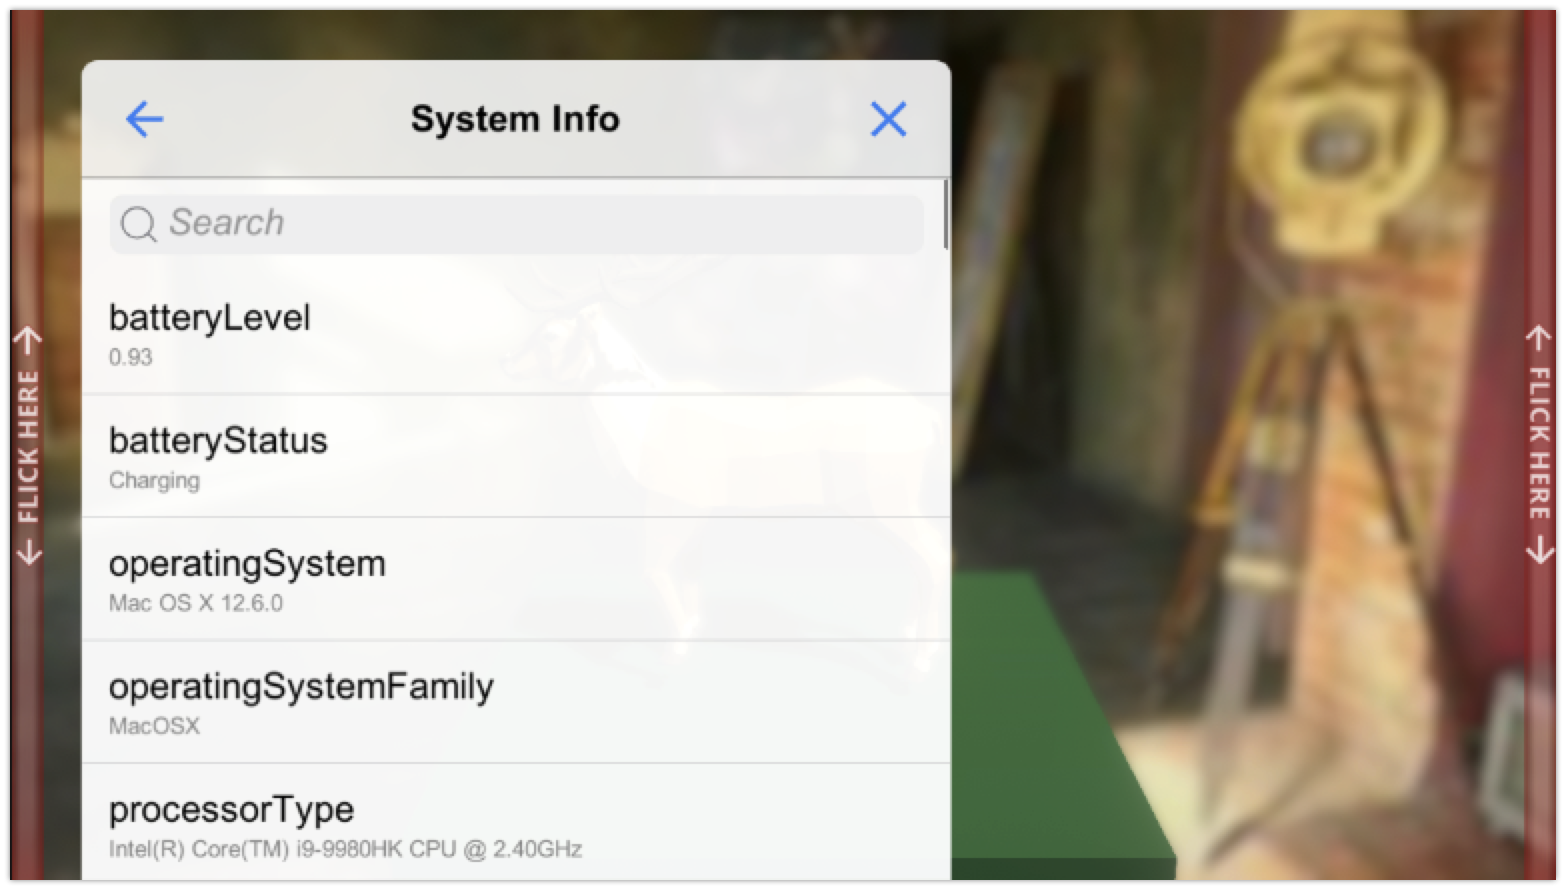 System Info
Search
batteryLevel
0.93
batteryStatus
Charging
operatingSystem
Mac OS X 12.6.0
operatingSystemFamily
MacOSX
processorType
Intel(R) Core(TM) i9-9980HK CPU @ 2.40GHz
← FLICK HERE →
← FLICK HERE →